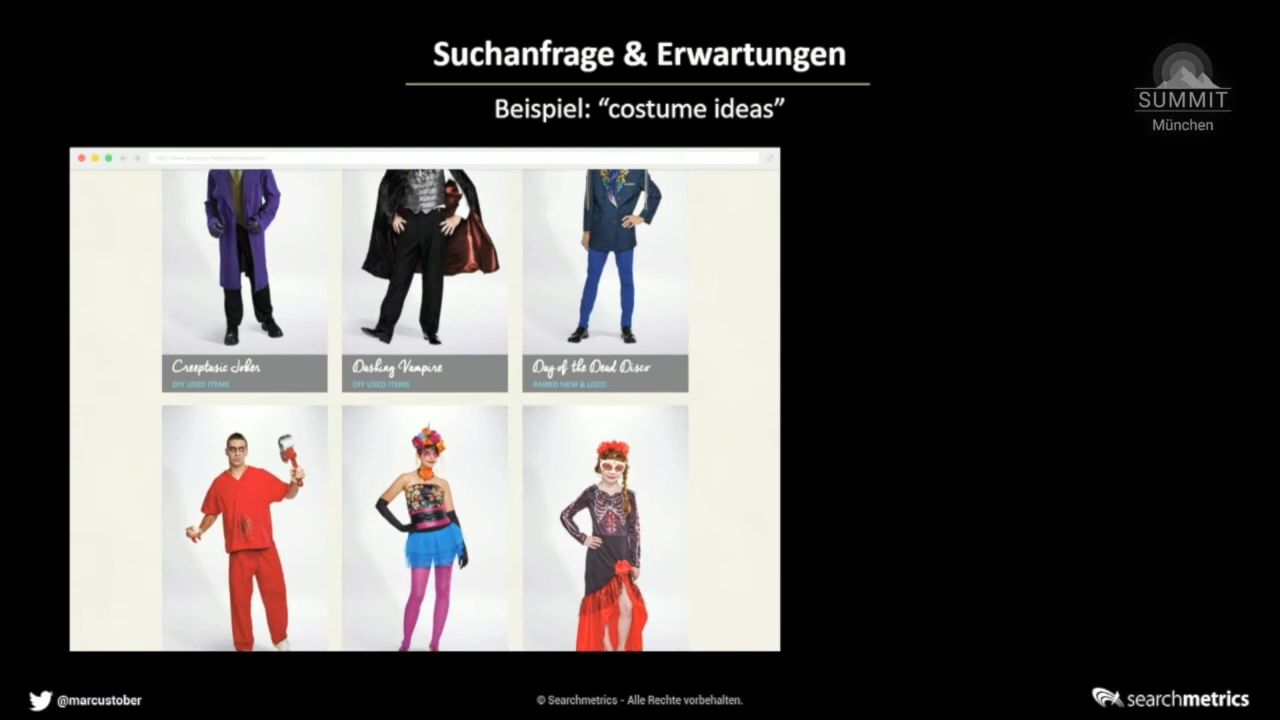 Suchanfrage & Erwartungen
Beispiel: “costume ideas”
SUMMIT
München
Creeptasic Joker
DIY USED ITEMS
Dashing Vampire
DIY USED ITEMS
Day of the Dead Disco
PAIRED NEW & USED
@marcustober
© Searchmetrics - Alle Rechte vorbehalten.
searchmetrics